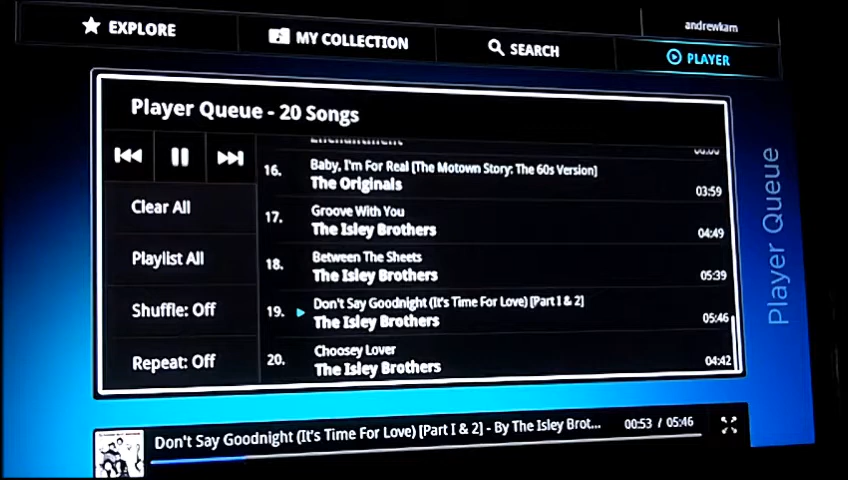 EXPLORE
MY COLLECTION
SEARCH
andrewkam
PLAYER
Player Queue - 20 Songs
Enchantment
16. Baby, I'm For Real [The Motown Story: The 60s Version]
The Originals 03:59
17. Groove With You
The Isley Brothers 04:49
18. Between The Sheets
The Isley Brothers 05:39
19. Don't Say Goodnight (It's Time For Love) [Part I & 2]
The Isley Brothers 05:46
20. Choosey Lover
The Isley Brothers 04:42
Clear All
Playlist All
Shuffle: Off
Repeat: Off
Player Queue
Don't Say Goodnight (It's Time For Love) [Part I & 2] - By The Isley Brot... 00:53 / 05:46